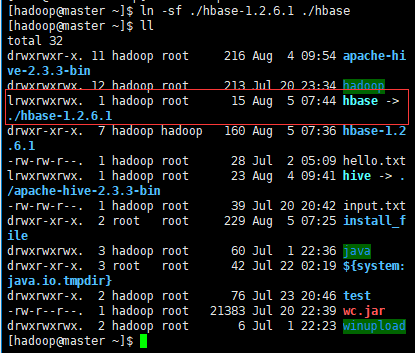 [hadoop@master ~]$ ln -sf ./hbase-1.2.6.1 ./hbase
[hadoop@master ~]$ ll
total 32
drwxrwxr-x. 11 hadoop root     216 Aug  4 09:54 apache-hi
ve-2.3.3-bin
drwxrwxrwx. 12 hadoop root     213 Jul 20 23:34 hadoop
lrwxrwxrwx. 1 hadoop root      15 Aug  5 07:44 hbase ->
./hbase-1.2.6.1
drwxr-xr-x. 7 hadoop hadoop   160 Aug  5 07:36 hbase-1.2
.6.1
-rw-rw-r--. 1 hadoop root      28 Jul  2 05:09 hello.txt
lrwxrwxrwx. 1 hadoop root      23 Aug  4 09:41 hive -> .
/apache-hive-2.3.3-bin
-rw-rw-r--. 1 hadoop root      39 Jul 20 20:42 input.txt
drwxr-xr-x. 2 root   root     229 Aug  5 07:25 install_f
ile
drwxrwxrwx. 3 hadoop root      60 Jul  1 22:36 java
drwxr-xr-x. 3 root   root      42 Jul 22 02:19 ${system:
java.io.tmpdir}
drwxrwxrwx. 2 hadoop root      76 Jul 23 20:46 test
-rw-r--r--. 1 hadoop root   21383 Jul 20 22:39 wc.jar
drwxrwxrwx. 2 hadoop root       6 Jul  1 22:23 winupload
[hadoop@master ~]$